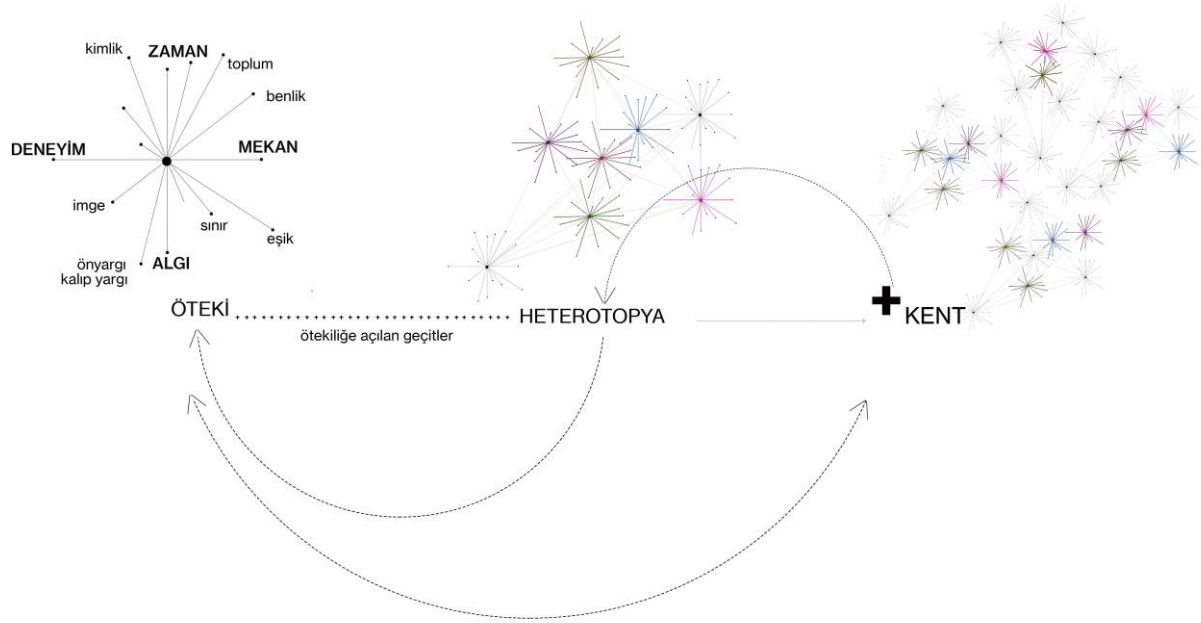 kimlik
ZAMAN
toplum
benlik
DENEYİM
MEKAN
imge
sınır
eşik
önyargı
kalıp yargı
ALGI
ÖTEKİ
ötekiliğe açılan geçitler
HETEROTOPYA
+ KENT